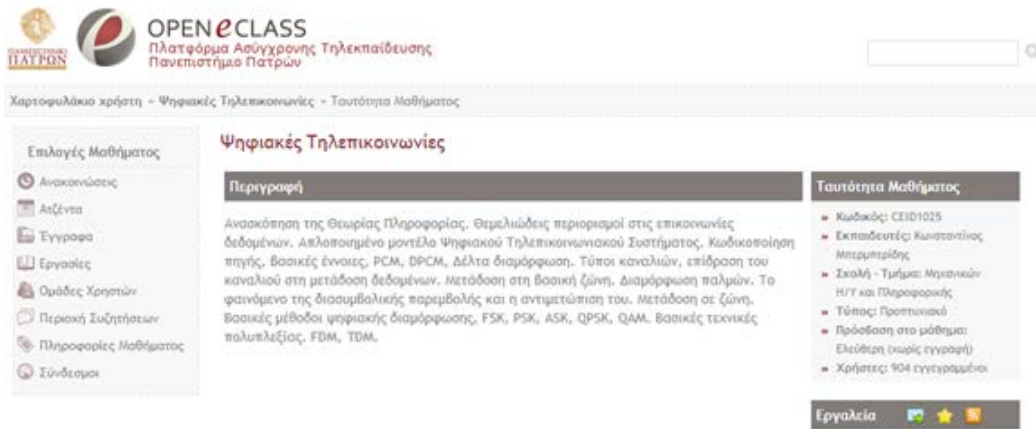 OPEN eCLASS
Πλατφόρμα Ασύγχρονης Τηλεκπαίδευσης
Πανεπιστήμιο Πατρών
ΠΑΝΕΠΙΣΤΗΜΙΟ
ΠΑΤΡΩΝ
Χαρτοφυλάκιο χρήστη » Ψηφιακές Τηλεπικοινωνίες » Ταυτότητα Μαθήματος
Επιλογές Μαθήματος
Ανακοινώσεις
Ατζέντα
Έγγραφα
Εργασίες
Ομάδες Χρηστών
Περιοχή Συζητήσεων
Πληροφορίες Μαθήματος
Σύνδεσμοι
Ψηφιακές Τηλεπικοινωνίες
Περιγραφή
Ανασκόπηση της Θεωρίας Πληροφορίας. Θεμελιώδεις περιορισμοί στις επικοινωνίες
δεδομένων. Απλοποιημένο μοντέλο Ψηφιακού Τηλεπικοινωνιακού Συστήματος. Κωδικοποίηση
πηγής, Βασικές έννοιες, PCM, DPCM, Δέλτα διαμόρφωση. Τύποι καναλιών, επίδραση του
καναλιού στη μετάδοση δεδομένων. Μετάδοση στη βασική ζώνη. Διαμόρφωση παλμών. Το
φαινόμενο της διασυμβολικής παρεμβολής και η αντιμετώπιση του. Μετάδοση σε ζώνη.
Βασικές μέθοδοι ψηφιακής διαμόρφωσης, FSK, PSK, ASK, QPSK, QAM. Βασικές τεχνικές
πολυπλεξίας. FDM, TDM.
Ταυτότητα Μαθήματος
» Κωδικός: CEID1025
» Εκπαιδευτές: Κωνσταντίνος
Μπερμπερίδης
» Σχολή - Τμήμα: Μηχανικών
Η/Υ και Πληροφορικής
» Τύπος: Προπτυχιακό
» Πρόσβαση στο μάθημα:
Ελεύθερη (χωρίς εγγραφή)
» Χρήστες: 904 εγγεγραμμένοι
Εργαλεία